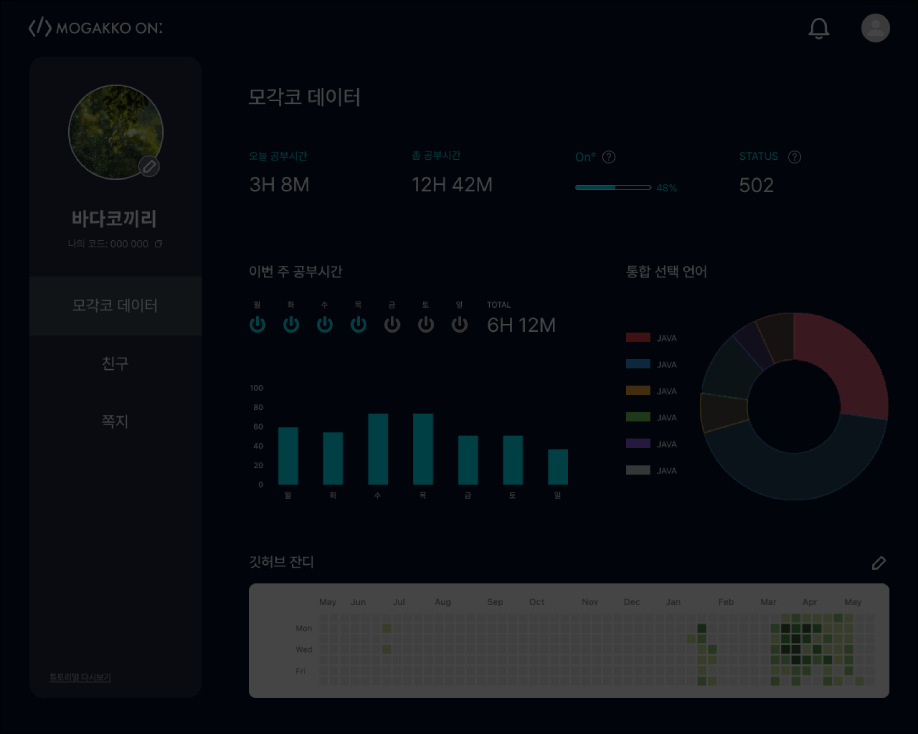 </> MOGAKKO ON:
모각코 데이터
오늘 공부시간
총 공부시간
On°
?
STATUS
?
3H 8M
12H 42M
48%
502
바다코끼리
나의 코드: 000 000
모각코 데이터
친구
쪽지
튜토리얼 다시보기
이번 주 공부시간
월 화 수 목 금 토 일 TOTAL
6H 12M
100
80
60
40
20
0
월 화 수 목 금 토 일
통합 선택 언어
JAVA
JAVA
JAVA
JAVA
JAVA
JAVA
깃허브 잔디
May Jun Jul Aug Sep Oct Nov Dec Jan Feb Mar Apr May
Mon
Wed
Fri